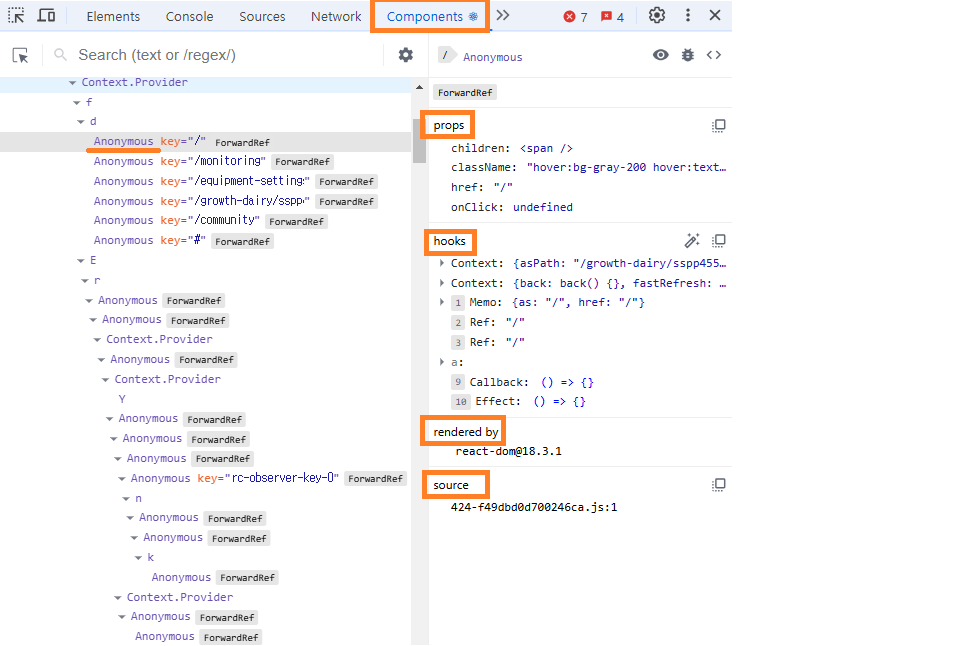 Elements Console Sources Network Components 7 4
Search (text or /regex/)
/ Anonymous
Context.Provider
f
d
Anonymous key="/" ForwardRef
Anonymous key="/monitoring" ForwardRef
Anonymous key="/equipment-settings" ForwardRef
Anonymous key="/growth-dairy/sspp" ForwardRef
Anonymous key="/community" ForwardRef
Anonymous key="#" ForwardRef
E
r
Anonymous ForwardRef
Anonymous ForwardRef
Context.Provider
Anonymous ForwardRef
Context.Provider
Y
Anonymous ForwardRef
Anonymous ForwardRef
Anonymous ForwardRef
Anonymous key="rc-observer-key-0" ForwardRef
n
Anonymous ForwardRef
Anonymous ForwardRef
k
Anonymous ForwardRef
Context.Provider
Anonymous ForwardRef
Anonymous ForwardRef
ForwardRef
props
children: <span />
className: "hover:bg-gray-200 hover:text…
href: "/"
onClick: undefined
hooks
Context: {asPath: "/growth-dairy/sspp455…
Context: {back: back() {}, fastRefresh: …
1 Memo: {as: "/", href: "/"}
2 Ref: "/"
3 Ref: "/"
a:
9 Callback: () => {}
10 Effect: () => {}
rendered by
react-dom@18.3.1
source
424-f49dbd0d700246ca.js:1